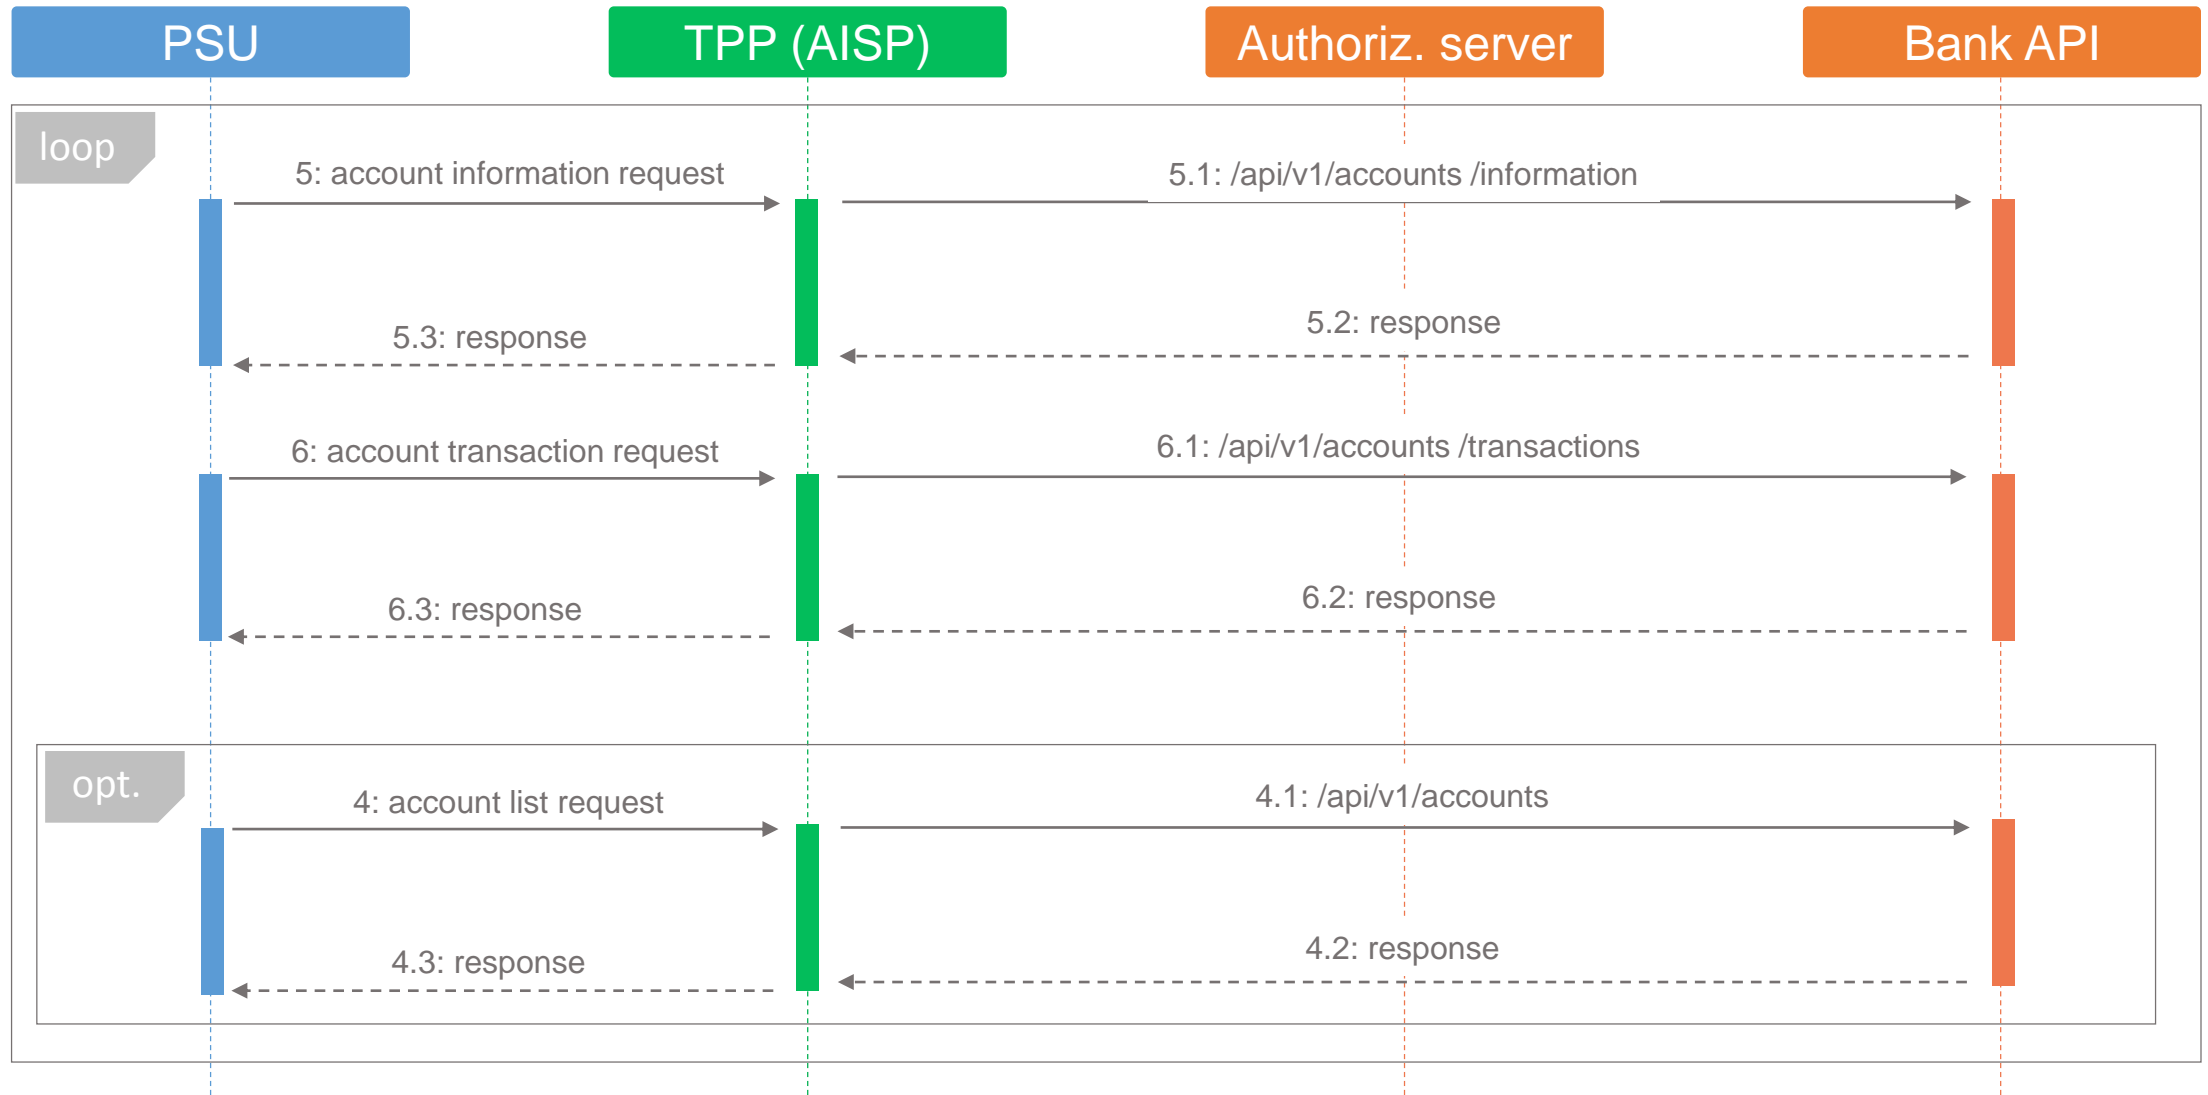 PSU
TPP (AISP)
Authoriz. server
Bank API
loop
5: account information request
5.1: /api/v1/accounts /information
5.3: response
5.2: response
6: account transaction request
6.1: /api/v1/accounts /transactions
6.3: response
6.2: response
opt.
4: account list request
4.1: /api/v1/accounts
4.3: response
4.2: response